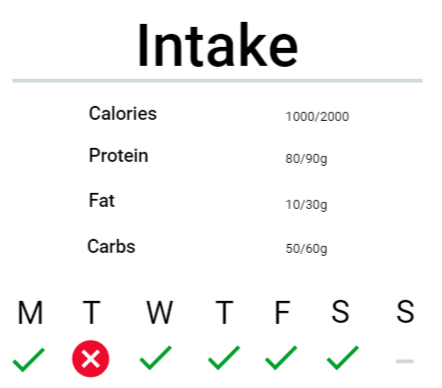 Intake
Calories 1000/2000
Protein 80/90g
Fat 10/30g
Carbs 50/60g
M T W T F S S